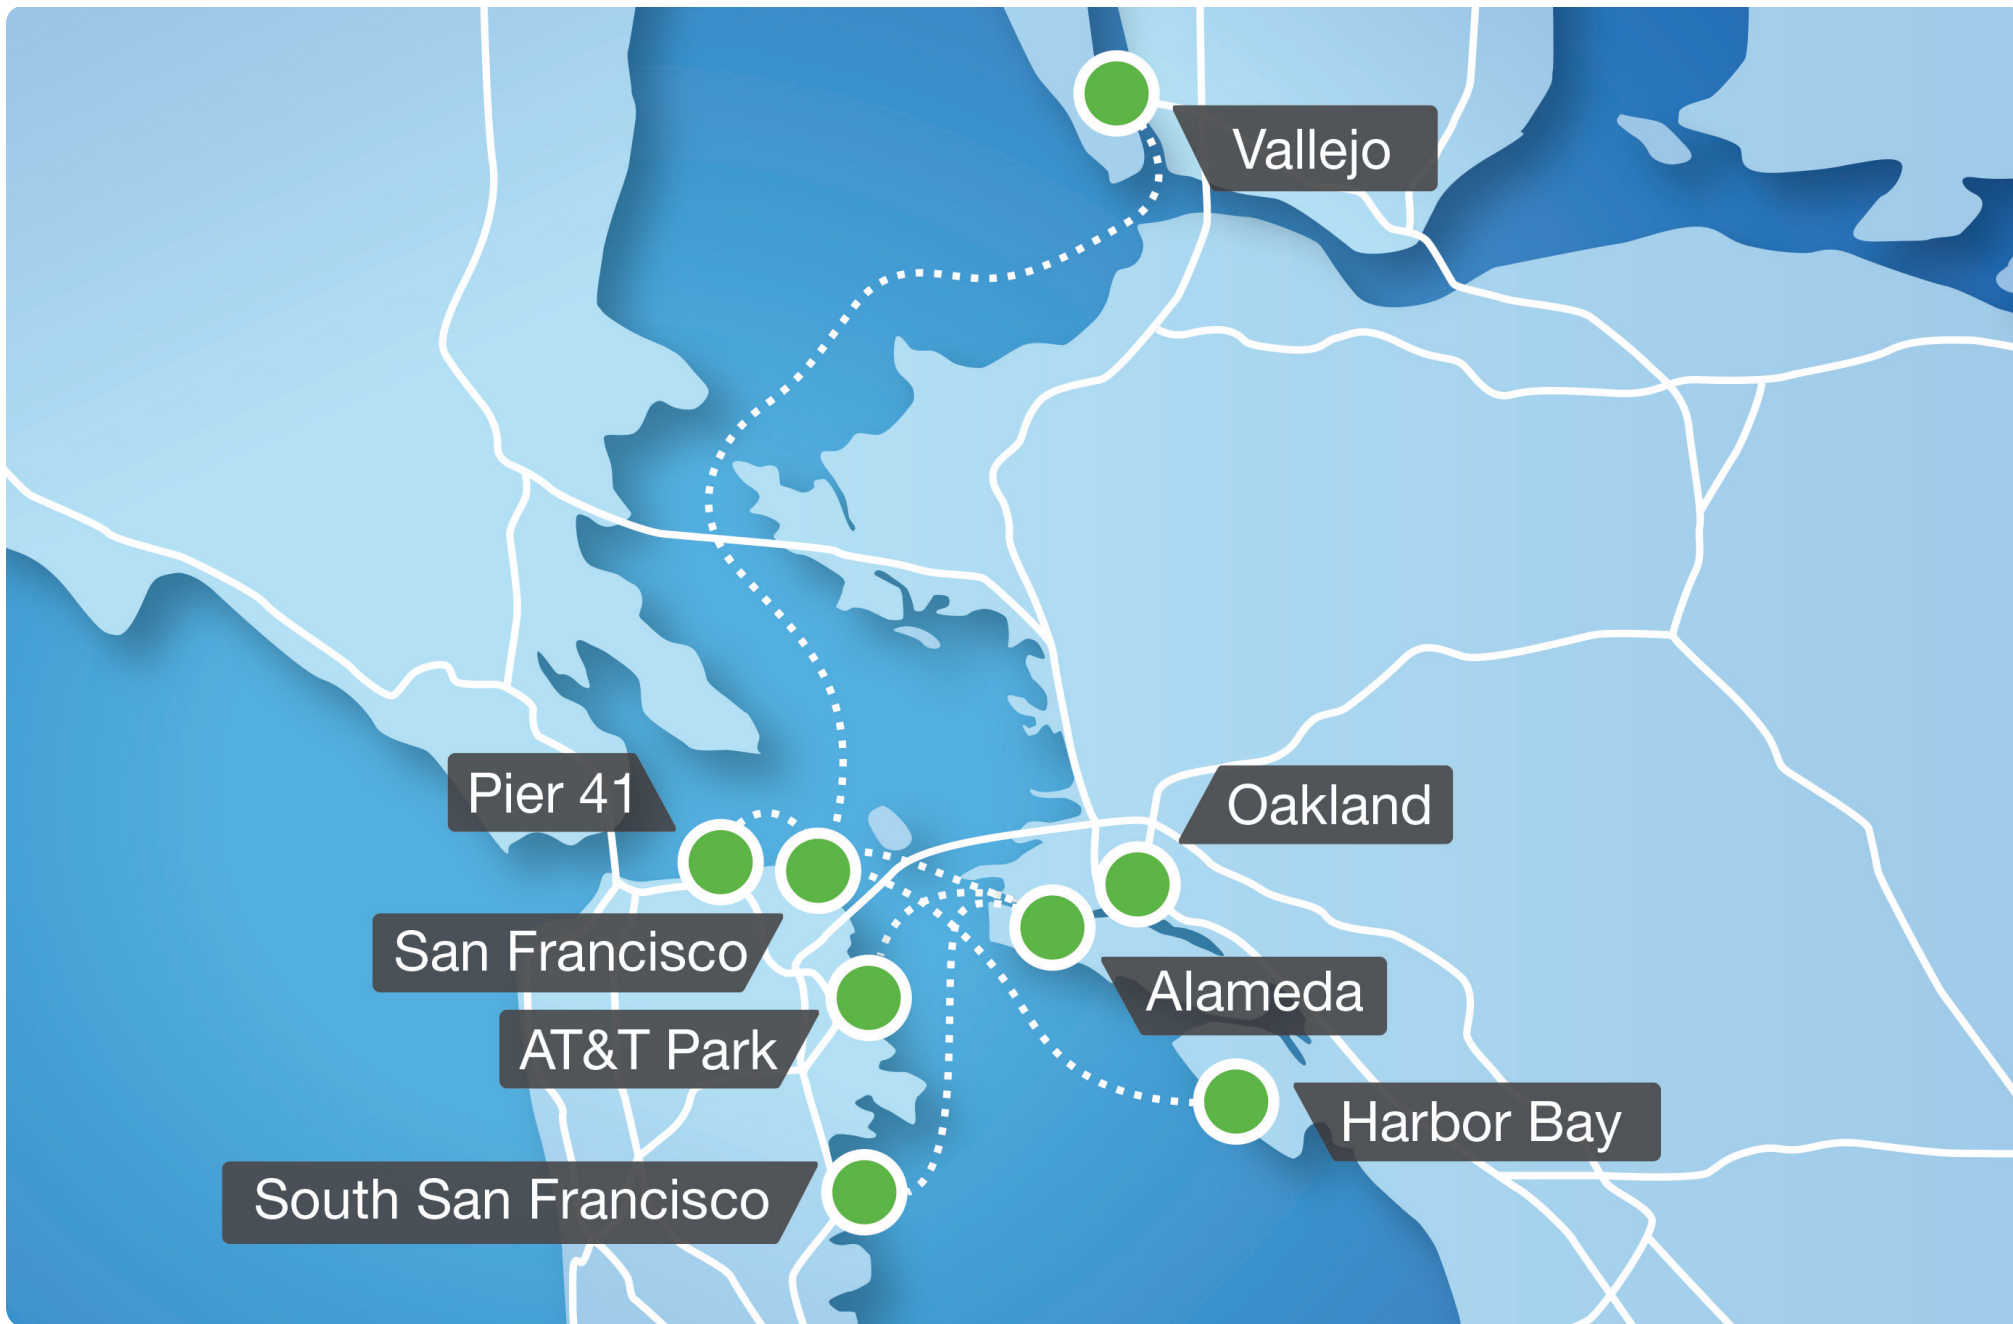 Vallejo
Pier 41
Oakland
San Francisco
Alameda
AT&T Park
Harbor Bay
South San Francisco